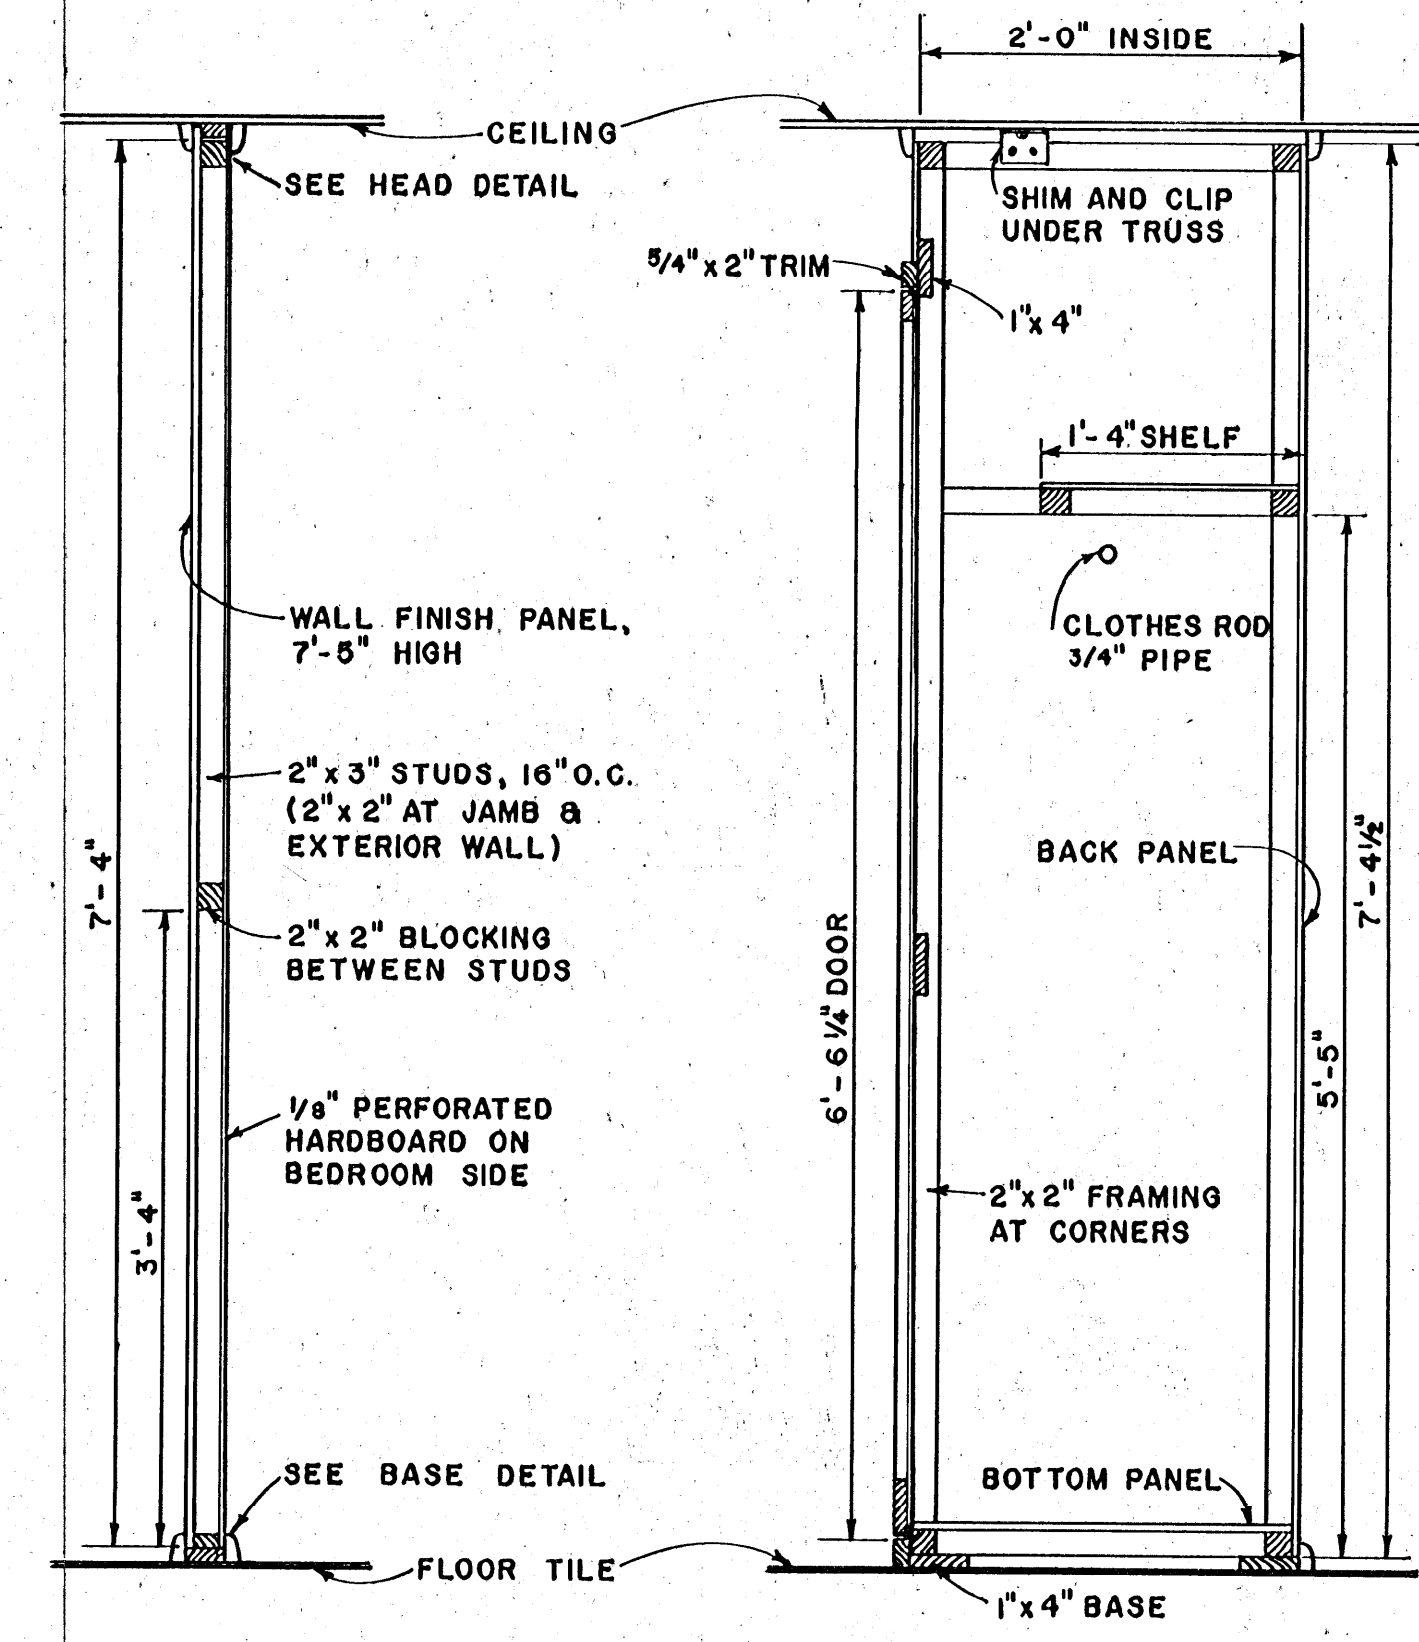 2'-0" INSIDE
CEILING
SEE HEAD DETAIL
SHIM AND CLIP
UNDER TRUSS
5/4" x 2" TRIM
1" x 4"
1'-4" SHELF
WALL FINISH PANEL,
7'-5" HIGH
CLOTHES ROD
3/4" PIPE
2" x 3" STUDS, 16" O.C.
(2" x 2" AT JAMB &
EXTERIOR WALL)
7'-4"
BACK PANEL
7'-4½"
2" x 2" BLOCKING
BETWEEN STUDS
6'-6¼" DOOR
5'-5"
1/8" PERFORATED
HARDBOARD ON
BEDROOM SIDE
3'-4"
2" x 2" FRAMING
AT CORNERS
SEE BASE DETAIL
BOTTOM PANEL
FLOOR TILE
1" x 4" BASE